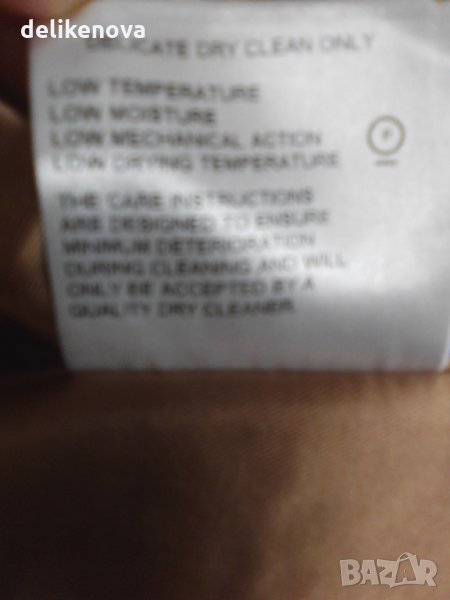 delikenova
DELICATE DRY CLEAN ONLY
LOW TEMPERATURE
LOW MOISTURE
LOW MECHANICAL ACTION
LOW DRYING TEMPERATURE
P
THE CARE INSTRUCTIONS
ARE DESIGNED TO ENSURE
MINIMUM DETERIORATION
DURING CLEANING AND WILL
ONLY BE ACCEPTED BY A
QUALITY DRY CLEANER.
BAZAR